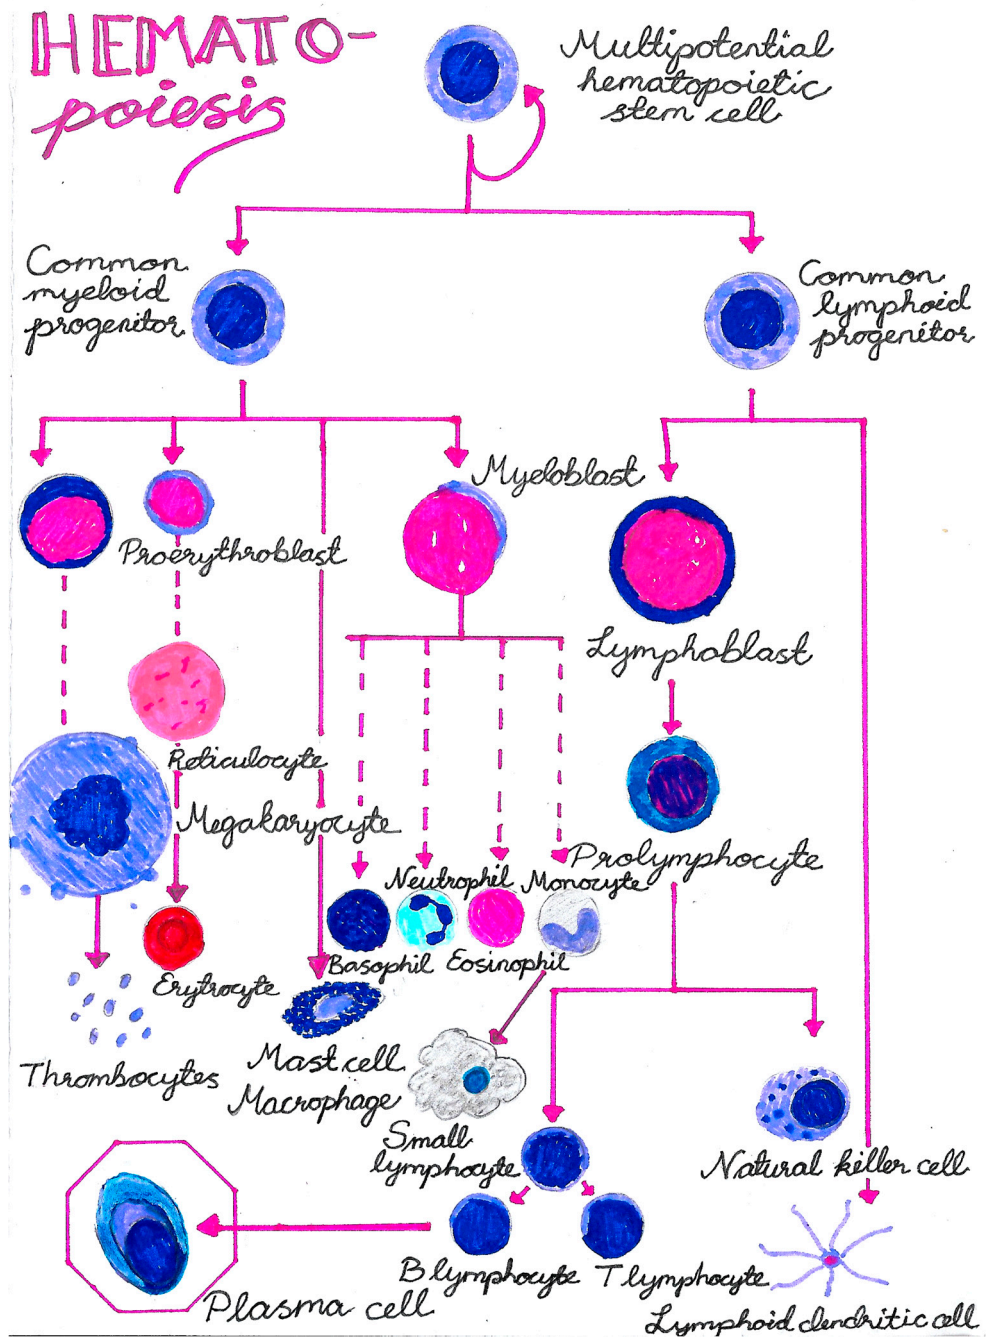 HEMATO-
poiesis
Multipotential
hematopoietic
stem cell
Common
myeloid
progenitor
Common
lymphoid
progenitor
Myeloblast
Proerythroblast
Lymphoblast
Reticulocyte
Megakaryocyte
Prolymphocyte
Neutrophil
Monocyte
Basophil
Eosinophil
Erytrocyte
Thrombocytes
Mast cell
Macrophage
Small
lymphocyte
Natural killer cell
B lymphocyte
T lymphocyte
Plasma cell
Lymphoid dendritic cell